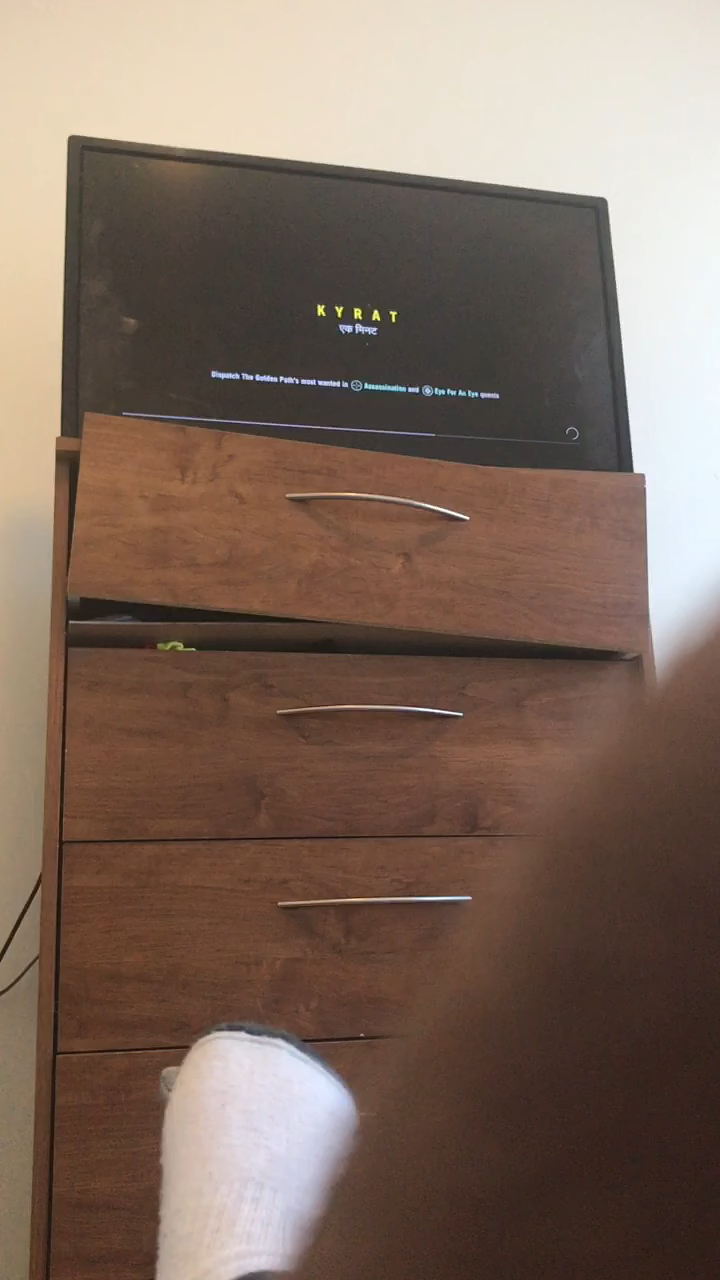 KYRAT
एक मिनट
Dispatch The Golden Path's most wanted in Assassination and Eye For An Eye quests